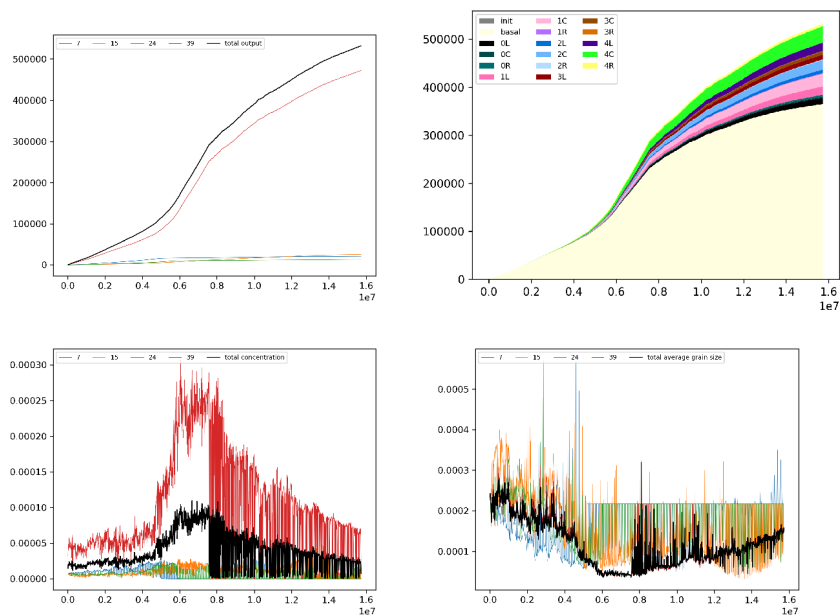 7 15 24 39 total output
500000
400000
300000
200000
100000
0
0.0 0.2 0.4 0.6 0.8 1.0 1.2 1.4 1.6
1e7
init 1C 3C
basal 1R 3R
0L 2L 4L
0C 2C 4C
0R 2R 4R
1L 3L
500000
400000
300000
200000
100000
0
0.0 0.2 0.4 0.6 0.8 1.0 1.2 1.4 1.6
1e7
7 15 24 39 total concentration
0.00030
0.00025
0.00020
0.00015
0.00010
0.00005
0.00000
0.0 0.2 0.4 0.6 0.8 1.0 1.2 1.4 1.6
1e7
7 15 24 39 total average grain size
0.0005
0.0004
0.0003
0.0002
0.0001
0.0 0.2 0.4 0.6 0.8 1.0 1.2 1.4 1.6
1e7